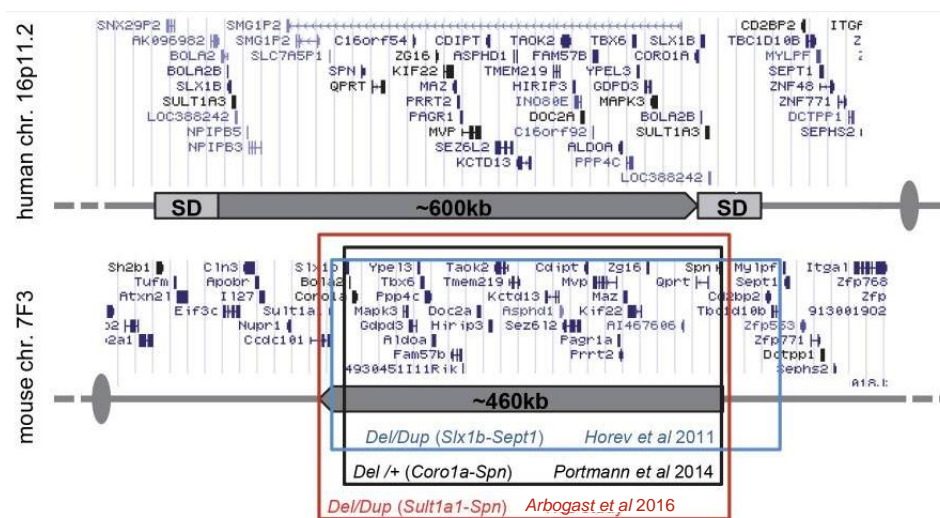 SNX29P2 SMG1P2 CD2BP2 ITGA
AK096982 SMG1P2 C16orf54 CDIPT TAOK2 TBX6 SLX1B TBC1D10B
BOLA2 SLC7A5P1 ZG16 ASPHD1 FAM57B CORO1A MYLPF
BOLA2B SPN KIF22 TMEM219 YPEL3 SEPT1
SLX1B QPRT MAZ HIRIP3 GDPD3 ZNF48
SULT1A3 PRRT2 INO80E MAPK3 ZNF771
LOC388242 PAGR1 DOC2A BOLA2B DCTPP1
NPIPB5 MVP C16orf92 SULT1A3 SEPHS2
NPIPB3 SEZ6L2 ALDOA
KCTD13 PPP4C
LOC388242
human chr. 16p11.2
SD ~600kb SD
Sh2b1 Cln3 Slx1b Ypel3 Taok2 Cdipt Zg16 Spn Mylpf Itgal
Tufm Apobr Bola2 Tbx6 Tmem219 Mvp Qprt Sept1 Zfp768
Atxn2l Il27 Sult1a1 Coro1a Ppp4c Kctd13 Maz Cd2bp2 Zfp
Eif3c Mapk3 Doc2a Asphd1 Kif22 Tbc1d10b 9130019O2
Nupr1 Gdpd3 Hirip3 Sez6l2 AI467606 Zfp553
2a1 Ccdc101 Aldoa Pagr1a Zfp771
Fam57b Prrt2 Dctpp1
4930451I11Rik Sephs2
mouse chr. 7F3
~460kb
Del/Dup (Slx1b-Sept1) Horev et al 2011
Del /+ (Coro1a-Spn) Portmann et al 2014
Del/Dup (Sult1a1-Spn) Arbogast et al 2016